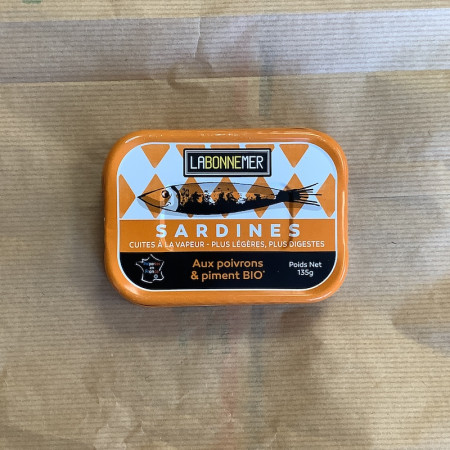 LABONNEMER
SARDINES
CUITES À LA VAPEUR - PLUS LÉGÈRES, PLUS DIGESTES
Aux poivrons
& piment BIO*
Poids Net
135g